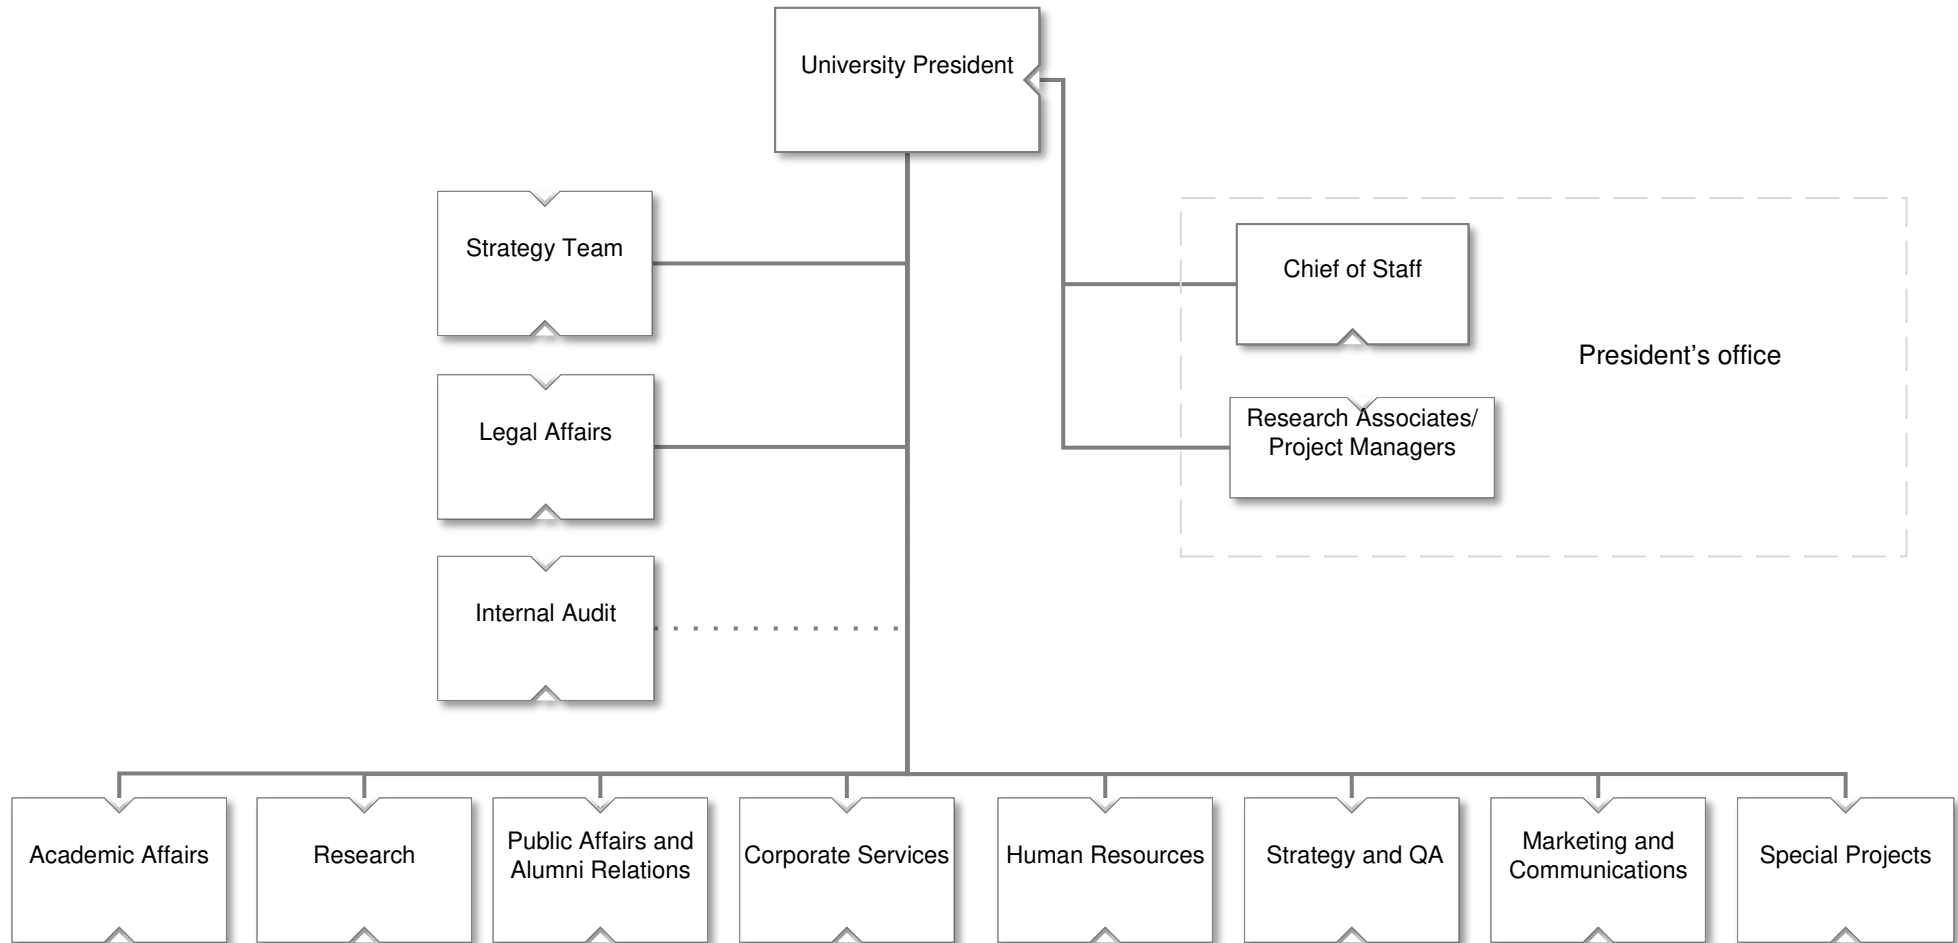 University President
Strategy Team
Chief of Staff
President’s office
Research Associates/
Project Managers
Legal Affairs
Internal Audit
Academic Affairs
Research
Public Affairs and
Alumni Relations
Corporate Services
Human Resources
Strategy and QA
Marketing and
Communications
Special Projects